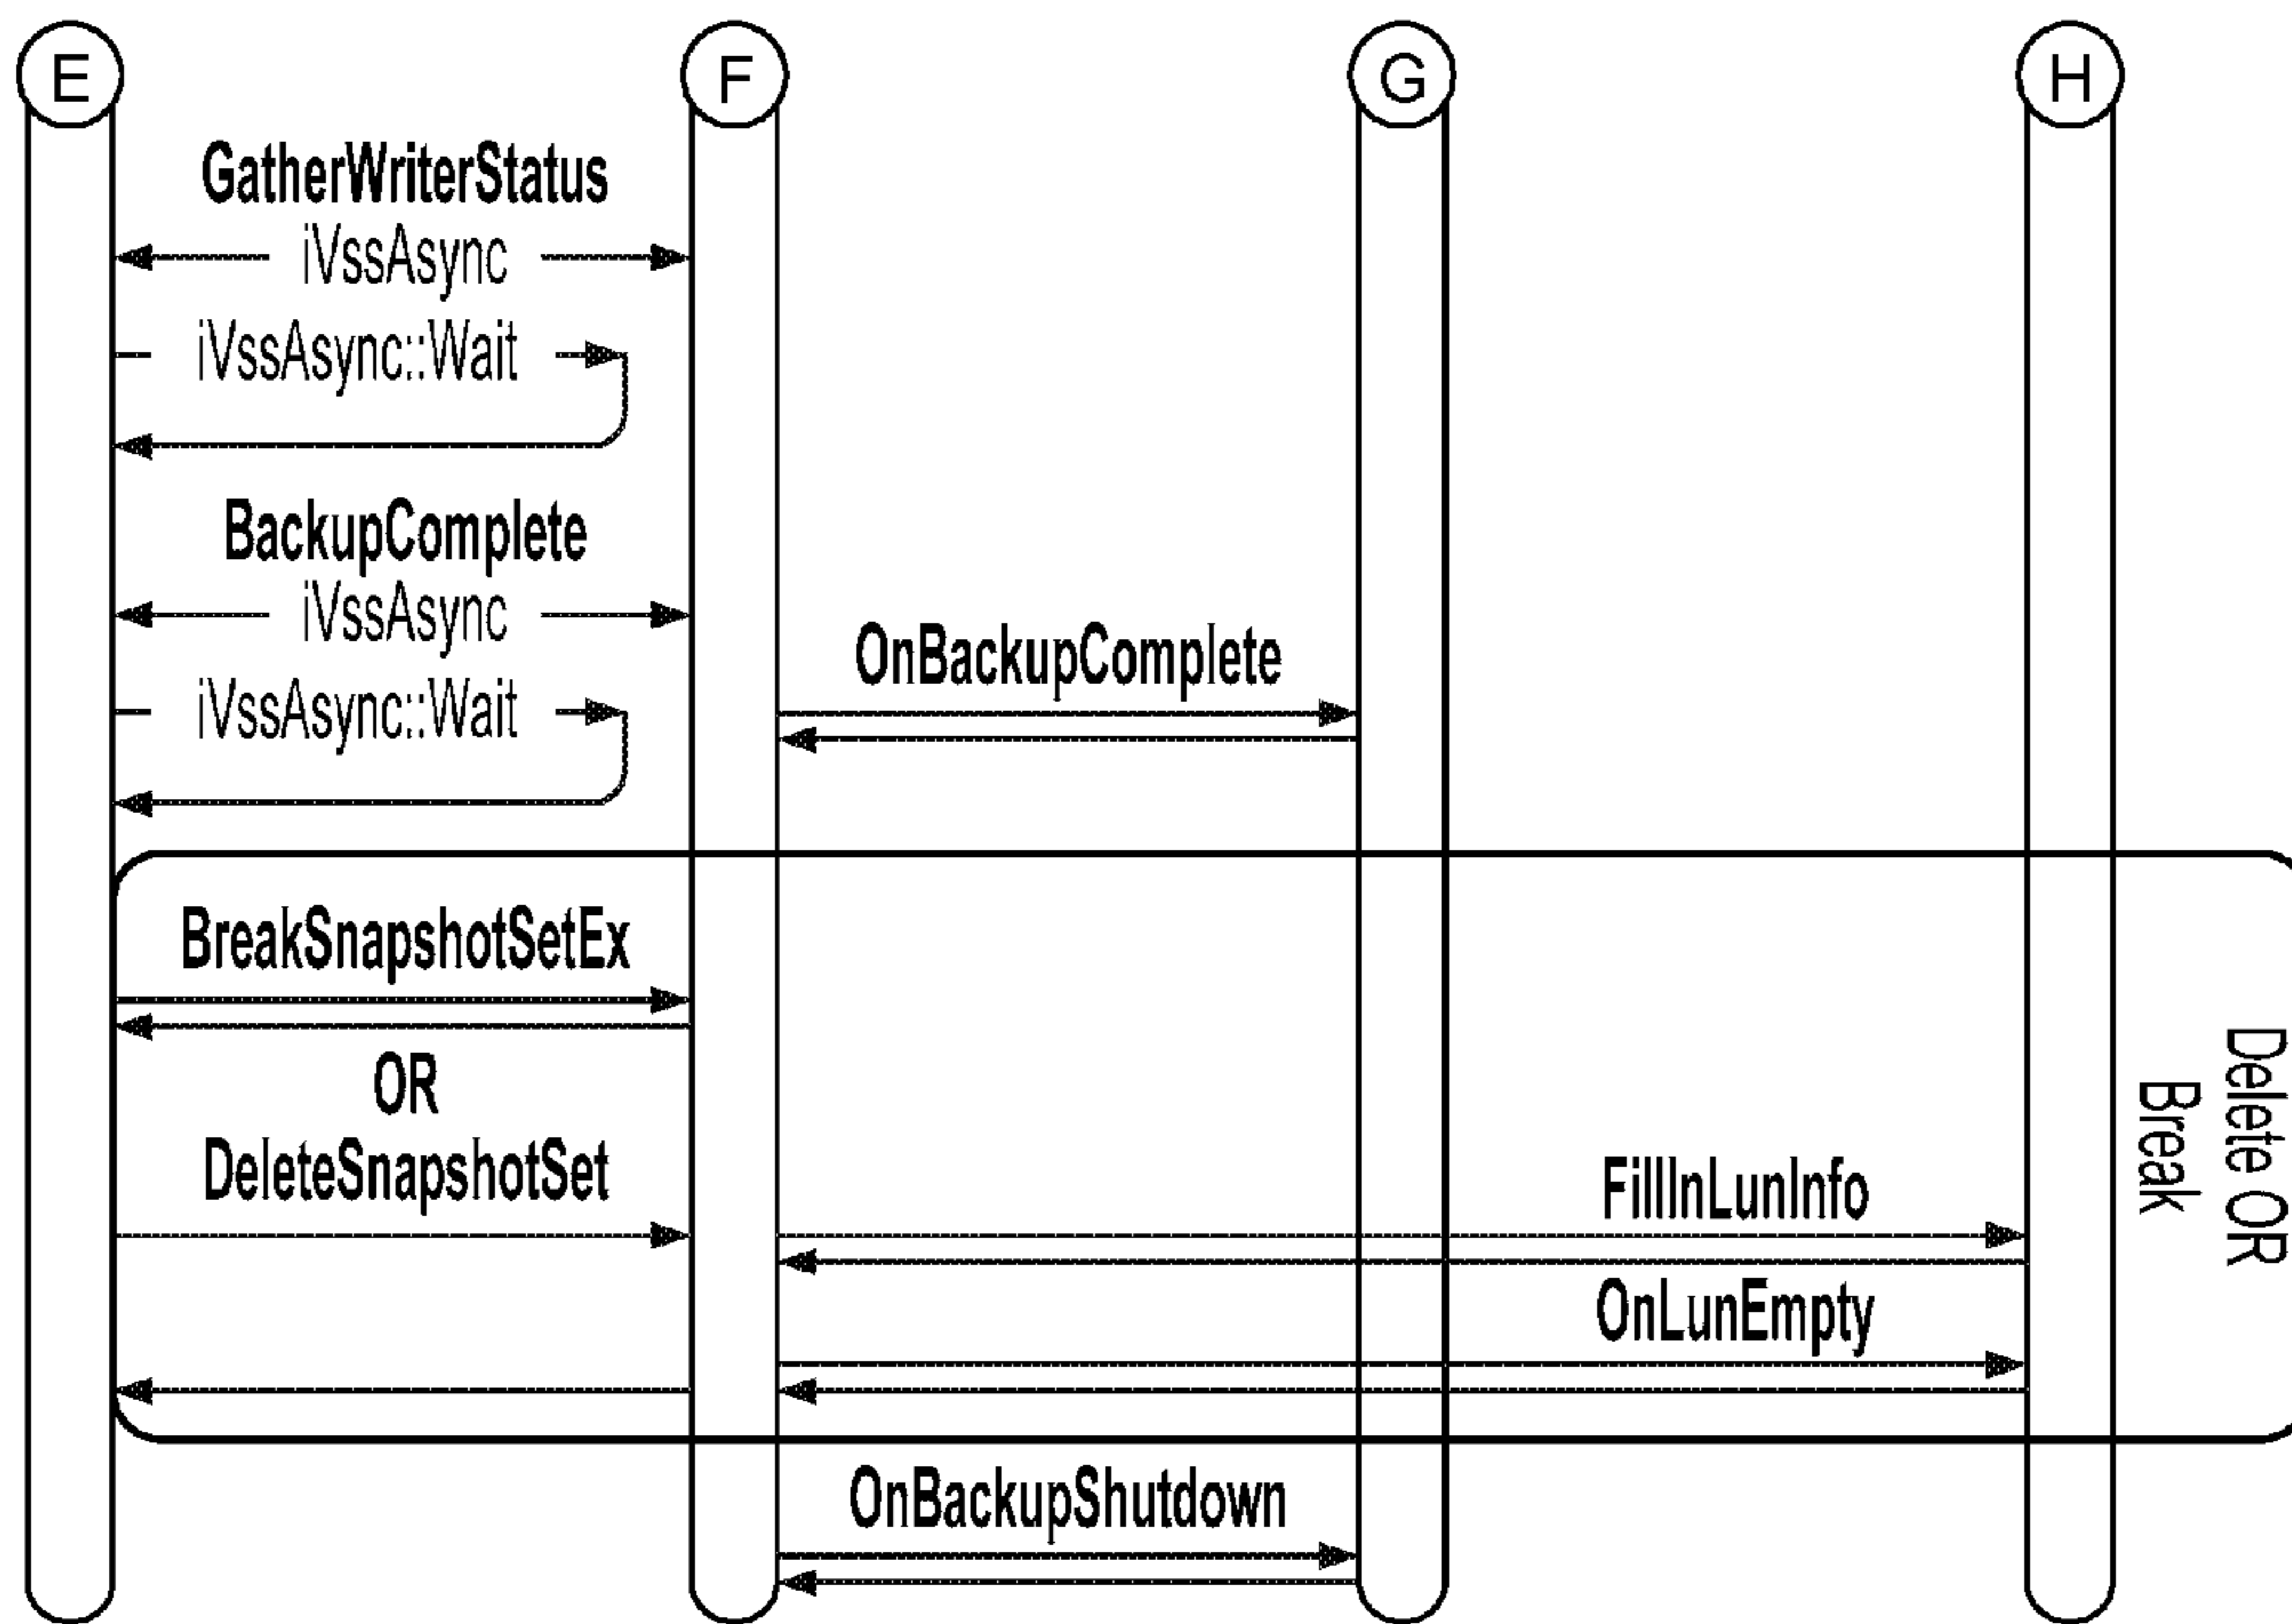 E
F
G
H
GatherWriterStatus
iVssAsync
iVssAsync::Wait
BackupComplete
iVssAsync
OnBackupComplete
iVssAsync::Wait
BreakSnapshotSetEx
OR
DeleteSnapshotSet
FillInLunInfo
OnLunEmpty
Delete OR
Break
OnBackupShutdown